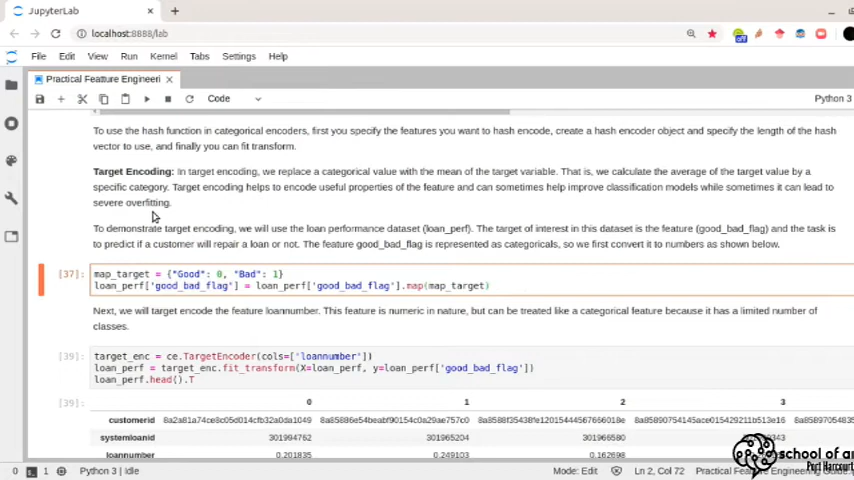 JupyterLab
localhost:8888/lab
off
File Edit View Run Kernel Tabs Settings Help
Practical Featture Engineeri
Code
Python 3
To use the hash function in categorical encoders, first you specify the features you want to hash encode, create a hash encoder object and specify the length of the hash
vector to use, and finally you can fit transform.
Target Encoding: In target encoding, we replace a categorical value with the mean of the target variable. That is, we calculate the average of the target value by a
specific category. Target encoding helps to encode useful properties of the feature and can sometimes help improve classification models while sometimes it can lead to
severe overfitting.
To demonstrate target encoding, we will use the loan performance dataset (loan_perf). The target of interest in this dataset is the feature (good_bad_flag) and the task is
to predict if a customer will repair a loan or not. The feature good_bad_flag is represented as categoricals, so we first convert it to numbers as shown below.
[37]: map_target = {"Good": 0, "Bad": 1}
loan_perf['good_bad_flag'] = loan_perf['good_bad_flag'].map(map_target)
Next, we will target encode the feature loannumber. This feature is numeric in nature, but can be treated like a categorical feature because it has a limited number of
classes.
[39]: target_enc = ce.TargetEncoder(cols=['loannumber'])
loan_perf = target_enc.fit_transform(X=loan_perf, y=loan_perf['good_bad_flag'])
loan_perf.head().T
[39]: 0 1 2 3
customerid 8a2a81a74ce8c05d014cfb32a0da1049 8a85886e54beabf90154c0a29ae757c0 8a8588f35438fe12015444567666018e 8a85890754145ace015429211b513e16
systemloanid 301994762 301965204 301966580
loannumber 0.201835 0.249103 0.162698
school of
Port Harcourt
0 1 Python 3 | Idle Mode: Edit Ln 2, Col 72